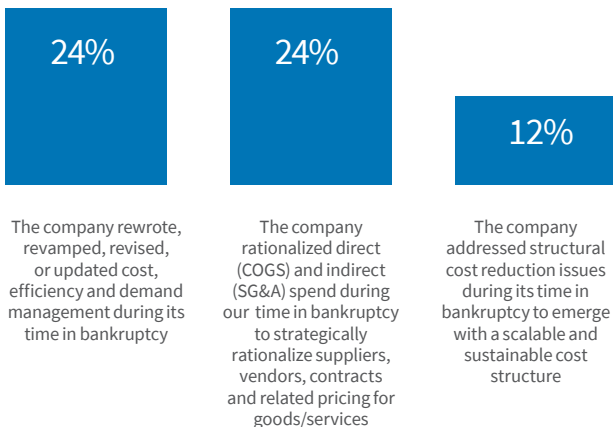 24%
24%
12%
The company rewrote,
revamped, revised,
or updated cost,
efficiency and demand
management during its
time in bankruptcy
The company
rationalized direct
(COGS) and indirect
(SG&A) spend during
our time in bankruptcy
to strategically
rationalize suppliers,
vendors, contracts
and related pricing for
goods/services
The company
addressed structural
cost reduction issues
during its time in
bankruptcy to emerge
with a scalable and
sustainable cost
structure